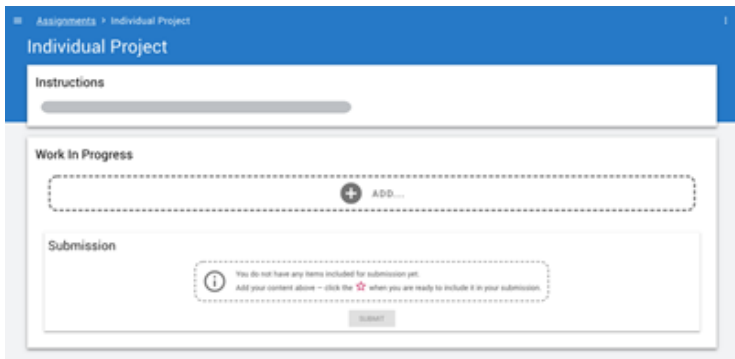 Assignments > Individual Project
Individual Project
Instructions
Work In Progress
ADD...
Submission
You do not have any items included for submission yet.
Add your content above – click the ☆ when you are ready to include it in your submission.
SUBMIT